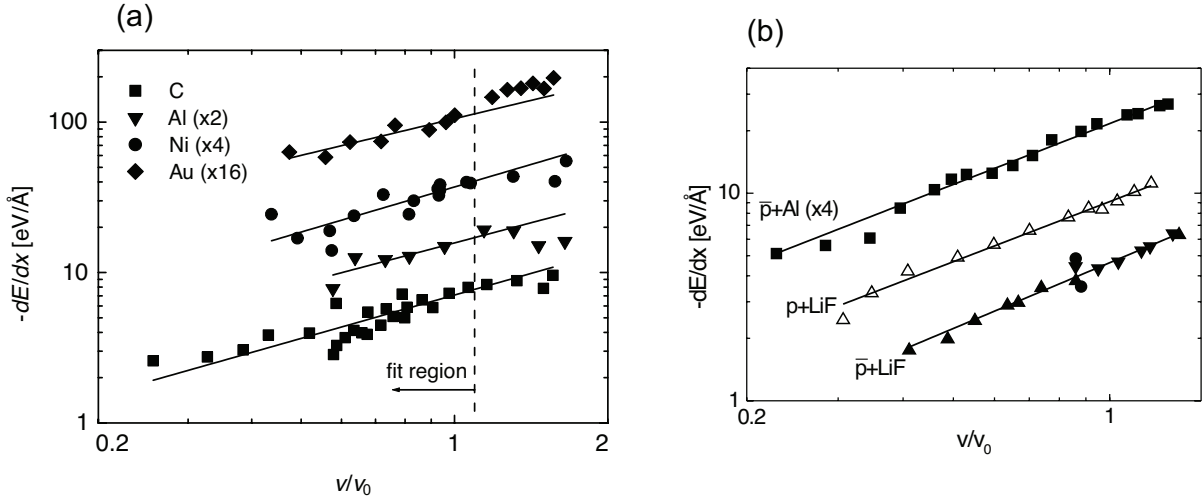 (a)
C
Al (x2)
Ni (x4)
Au (x16)
100
10
1
-dE/dx [eV/Å]
fit region
0.2
1
2
v/v₀
(b)
10
1
-dE/dx [eV/Å]
p̅+Al (x4)
p+LiF
p̅+LiF
0.2
1
v/v₀